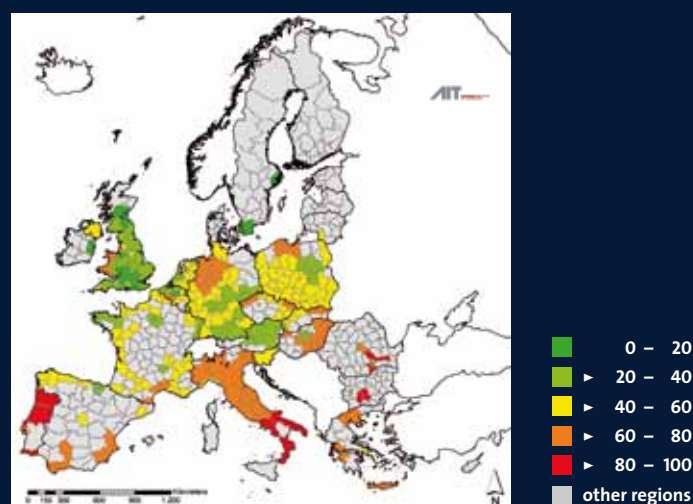 AIT
N
0 – 20
► 20 – 40
► 40 – 60
► 60 – 80
► 80 – 100
other regions